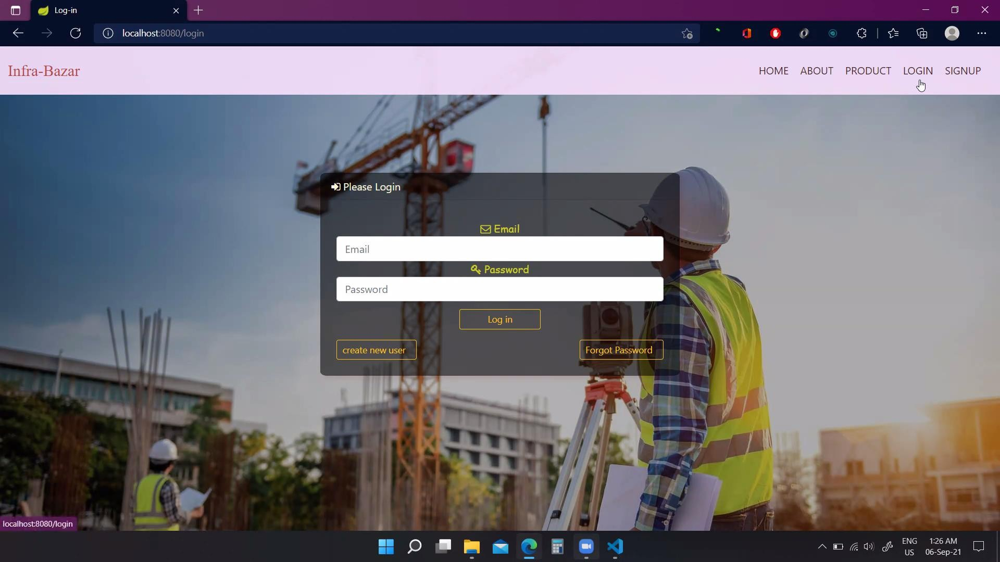 Log-in
localhost:8080/login
Infra-Bazar
HOME ABOUT PRODUCT LOGIN SIGNUP
Please Login
Email
Email
Password
Password
Log in
create new user Forgot Password
localhost:8080/login
ENG 1:26 AM
US 06-Sep-21